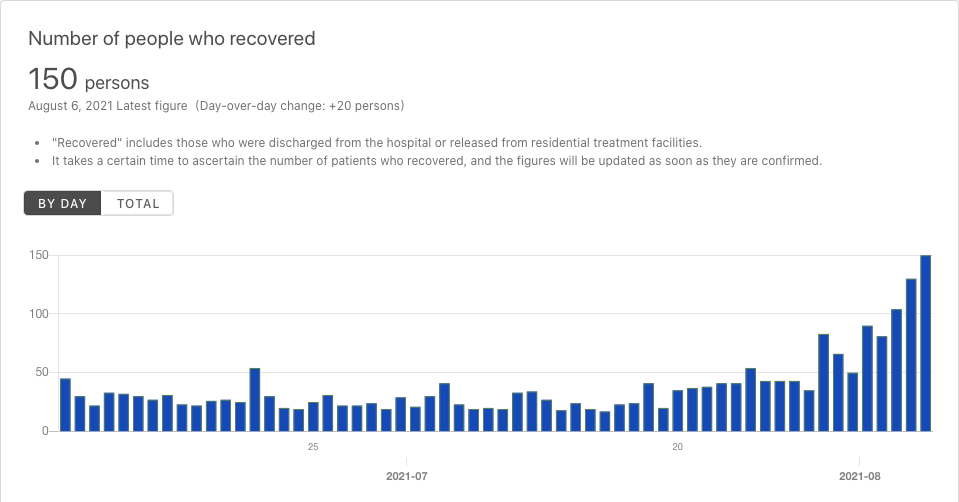 Number of people who recovered
150 persons
August 6, 2021 Latest figure (Day-over-day change: +20 persons)
• "Recovered" includes those who were discharged from the hospital or released from residential treatment facilities.
• It takes a certain time to ascertain the number of patients who recovered, and the figures will be updated as soon as they are confirmed.
BY DAY TOTAL
150
100
50
0
25 20
2021-07 2021-08